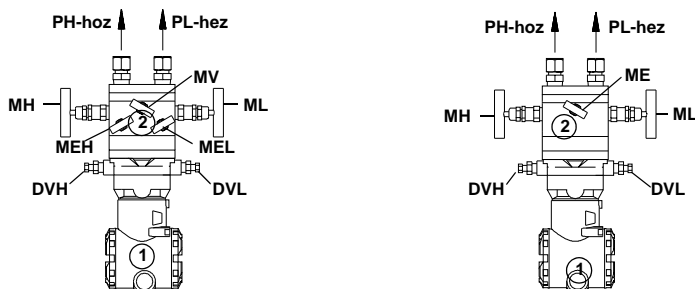 PH-hoz PL-hez
MV
MH ML
2
MEH MEL
DVH DVL
1
PH-hoz PL-hez
ME
MH ML
2
DVH DVL
1